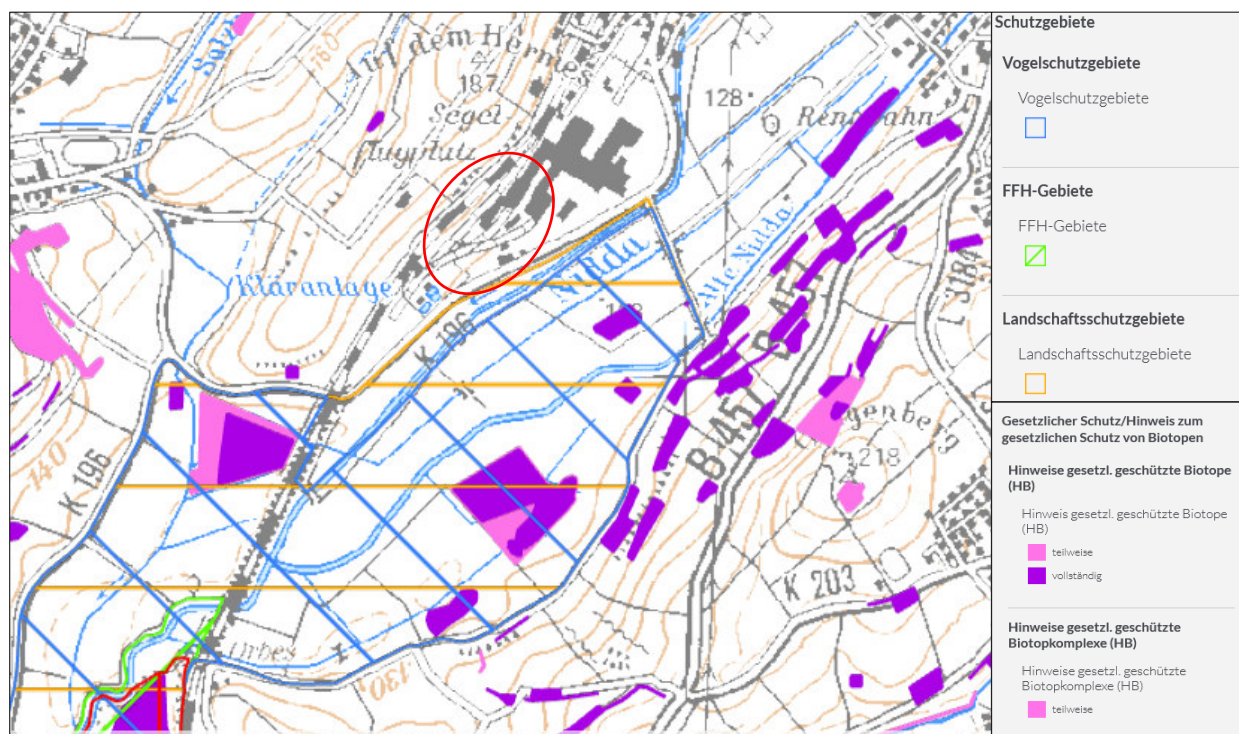 Salz
160
Auf dem Hörnles
187
Segel-
flugplatz
128
Rennbahn
Kläranlage
Nidda
Alte Nidda
K 196
B 457
B 457
L 3184
K 196
140
218
K 203
130
Schutzgebiete
Vogelschutzgebiete
Vogelschutzgebiete
FFH-Gebiete
FFH-Gebiete
Landschaftsschutzgebiete
Landschaftsschutzgebiete
Gesetzlicher Schutz/Hinweis zum
gesetzlichen Schutz von Biotopen
Hinweise gesetzl. geschützte Biotope
(HB)
Hinweis gesetzl. geschützte Biotope
(HB)
teilweise
vollständig
Hinweise gesetzl. geschützte
Biotopkomplexe (HB)
Hinweise gesetzl. geschützte
Biotopkomplexe (HB)
teilweise